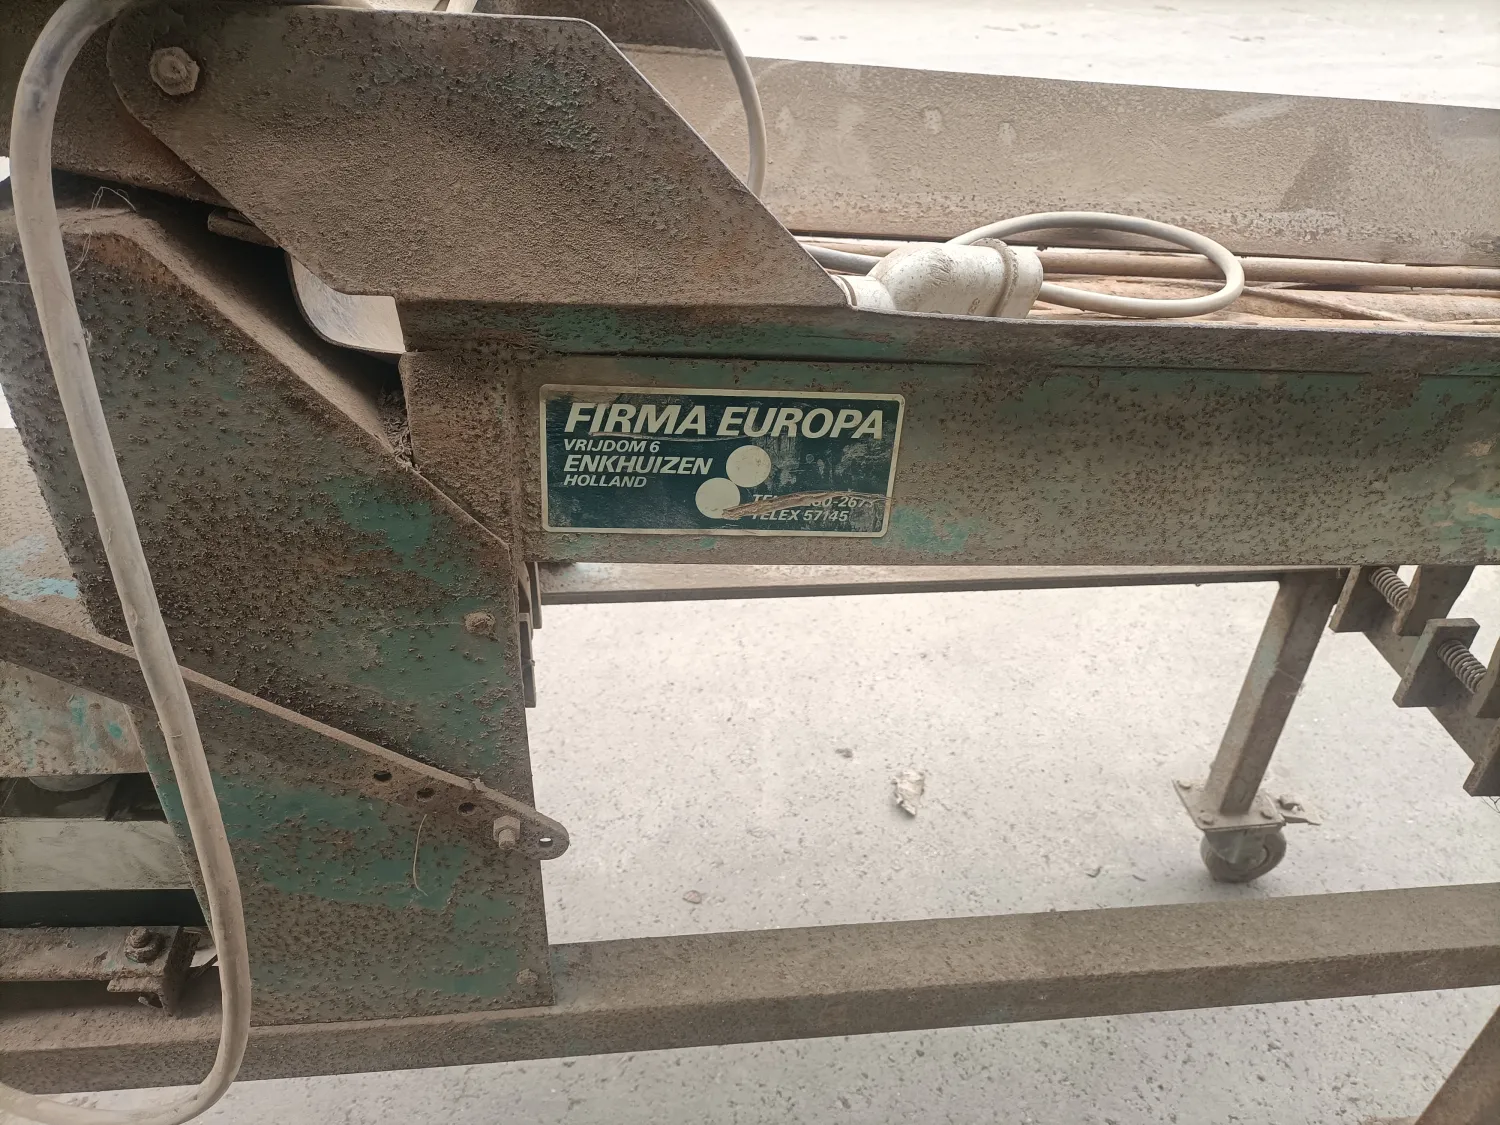 FIRMA EUROPA
VRIJDOM 6
ENKHUIZEN
HOLLAND
TELEX 57145